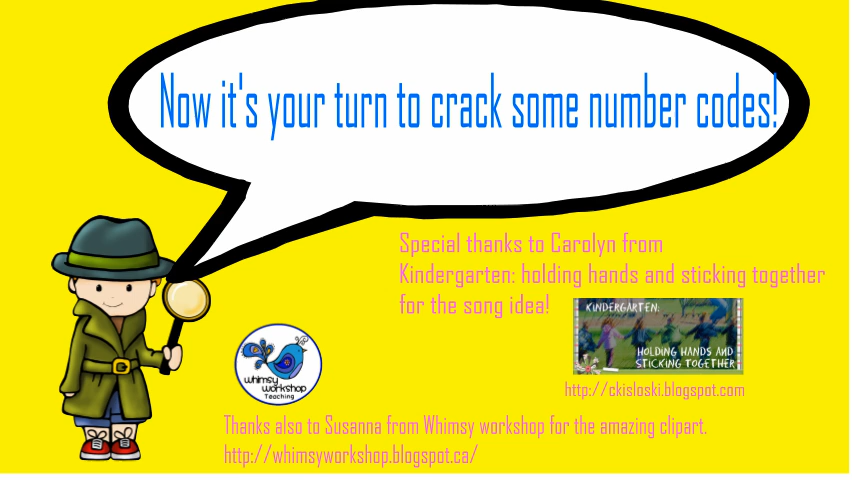 Now it's your turn to crack some number codes!
Special thanks to Carolyn from
Kindergarten: holding hands and sticking together
for the song idea!
KINDERGARTEN:
HOLDING HANDS AND
STICKING TOGETHER
http://ckisloski.blogspot.com
whimsy
workshop
Teaching
Thanks also to Susanna from Whimsy workshop for the amazing clipart.
http://whimsyworkshop.blogspot.ca/